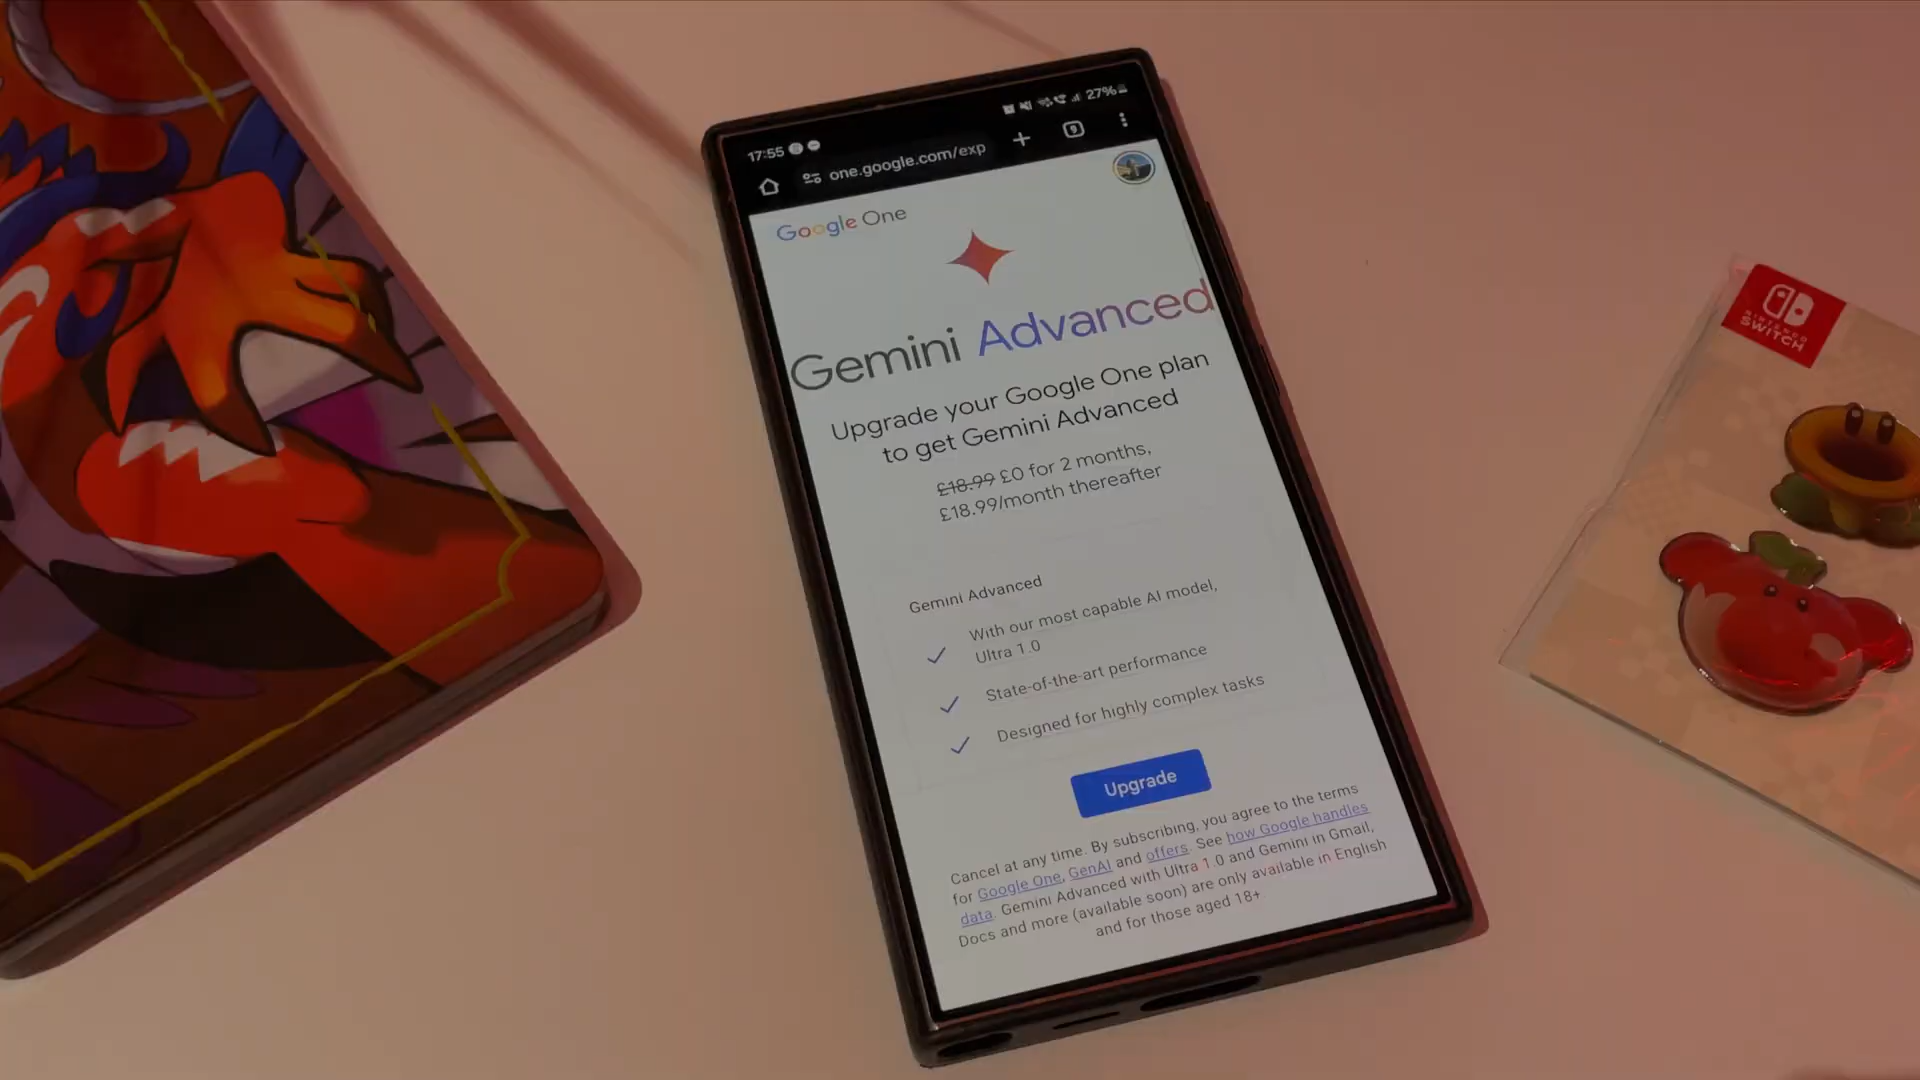 17:55
27%
one.google.com/exp
9
Google One
Gemini Advanced
Upgrade your Google One plan
to get Gemini Advanced
£18.99 £0 for 2 months,
£18.99/month thereafter
Gemini Advanced
With our most capable AI model,
Ultra 1.0
State-of-the-art performance
Designed for highly complex tasks
Upgrade
Cancel at any time. By subscribing, you agree to the terms
for Google One, GenAI and offers. See how Google handles
data. Gemini Advanced with Ultra 1.0 and Gemini in Gmail,
Docs and more (available soon) are only available in English
and for those aged 18+
NINTENDO
SWITCH